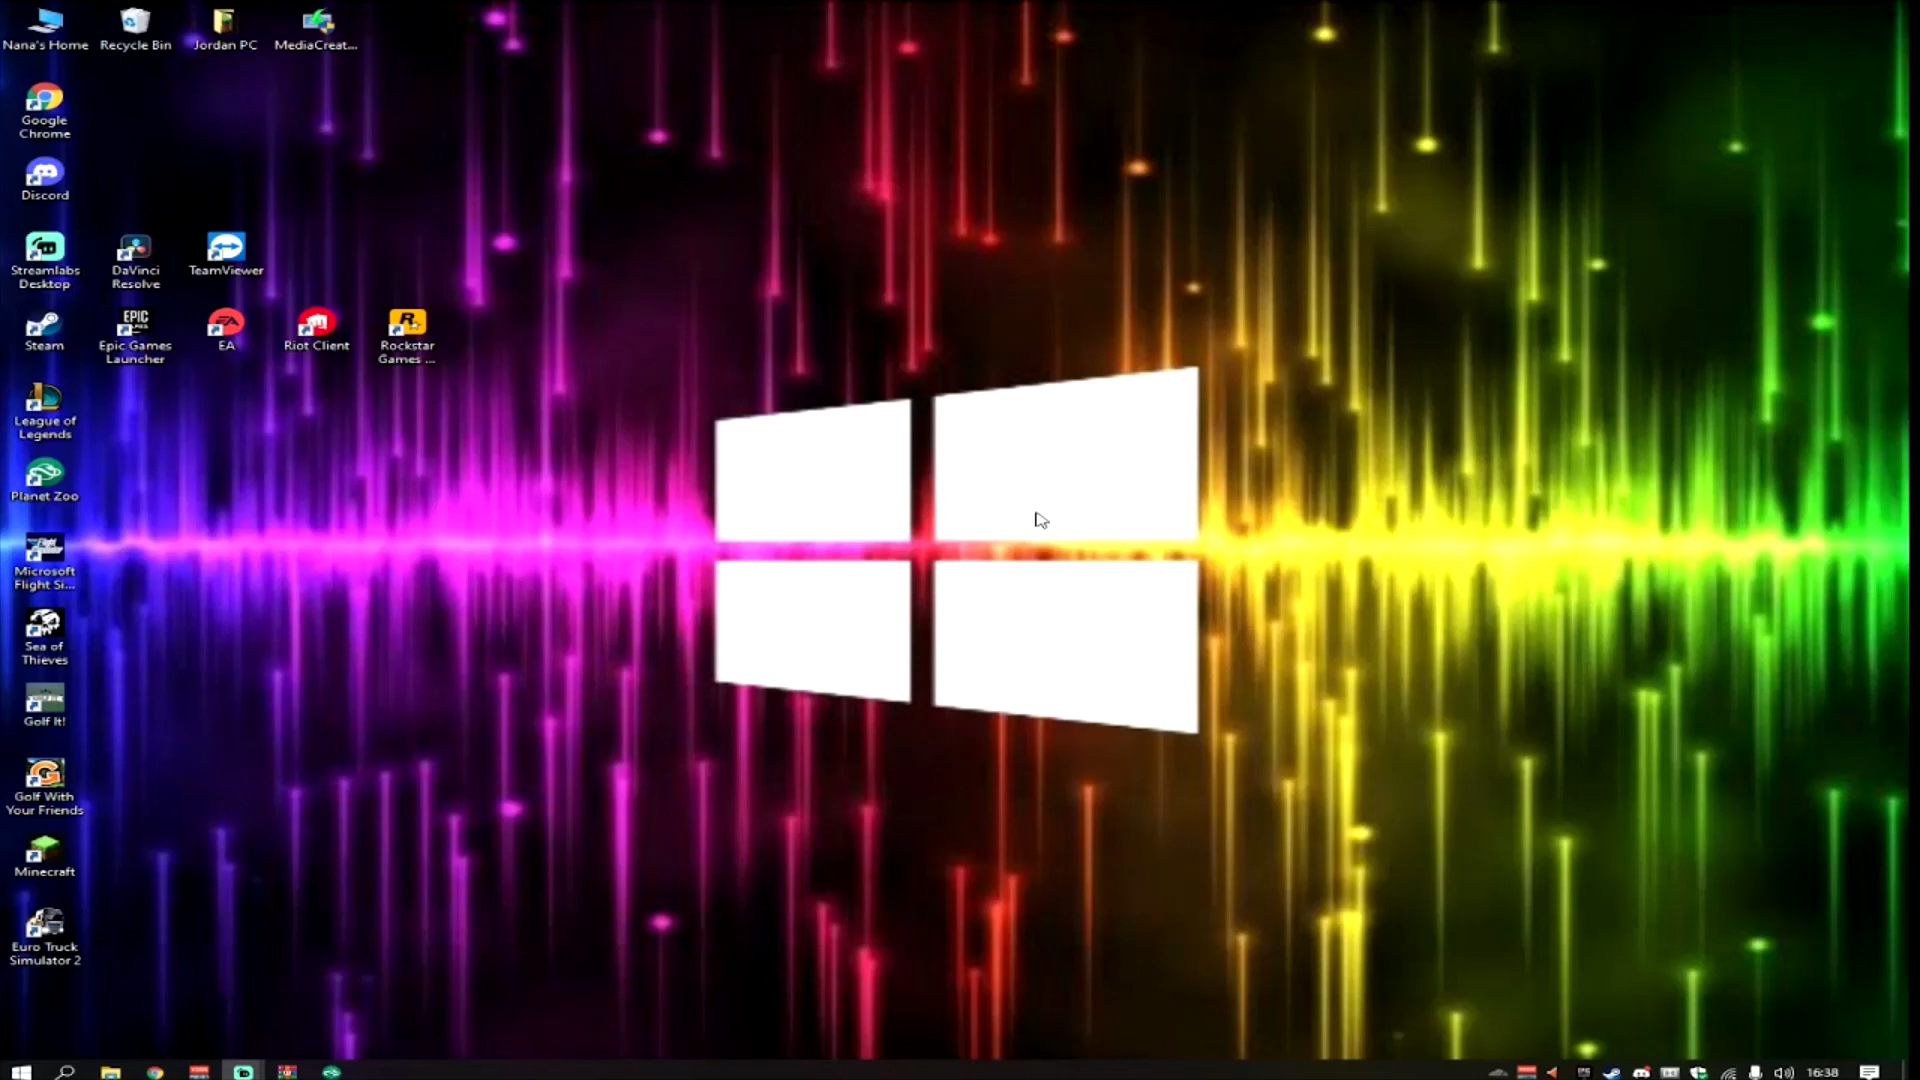 Nana's Home
Recycle Bin
Jordan PC
MediaCreat...
Google
Chrome
Discord
Streamlabs
Desktop
DaVinci
Resolve
TeamViewer
Steam
EPIC
Epic Games
Launcher
EA
EA
Riot Client
R
Rockstar
Games ...
League of
Legends
Planet Zoo
Microsoft
Flight Si...
Sea of
Thieves
Golf It!
Golf With
Your Friends
Minecraft
Euro Truck
Simulator 2
16:38